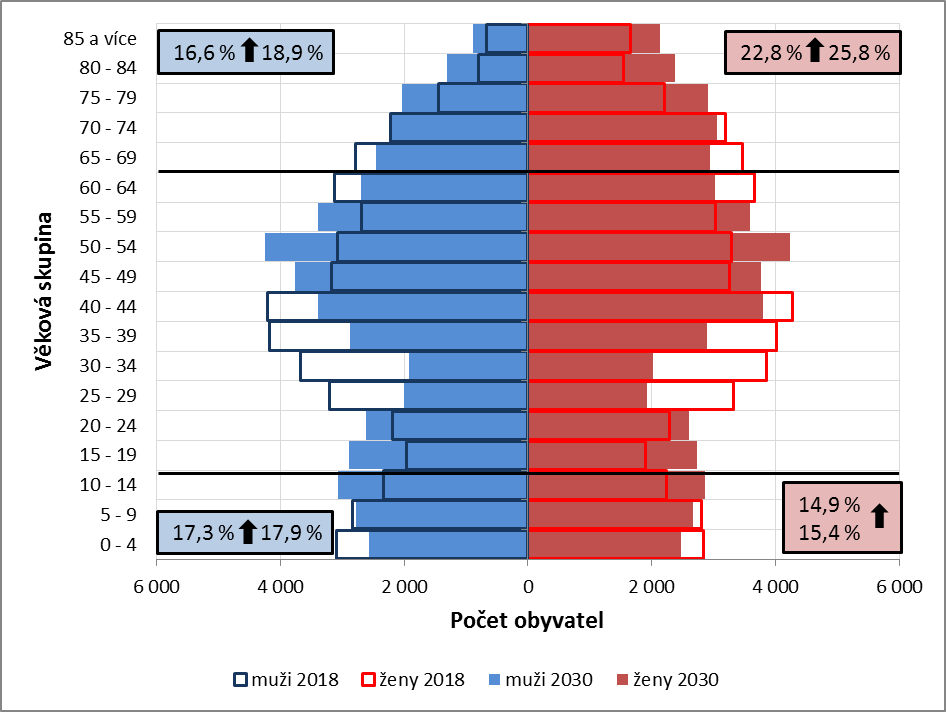 85 a více
80 - 84
75 - 79
70 - 74
65 - 69
60 - 64
55 - 59
50 - 54
45 - 49
40 - 44
35 - 39
30 - 34
25 - 29
20 - 24
15 - 19
10 - 14
5 - 9
0 - 4
Věková skupina
16,6 % 18,9 %
22,8 % 25,8 %
17,3 % 17,9 %
14,9 %
15,4 %
6 000 4 000 2 000 0 2 000 4 000 6 000
Počet obyvatel
muži 2018 ženy 2018 muži 2030 ženy 2030